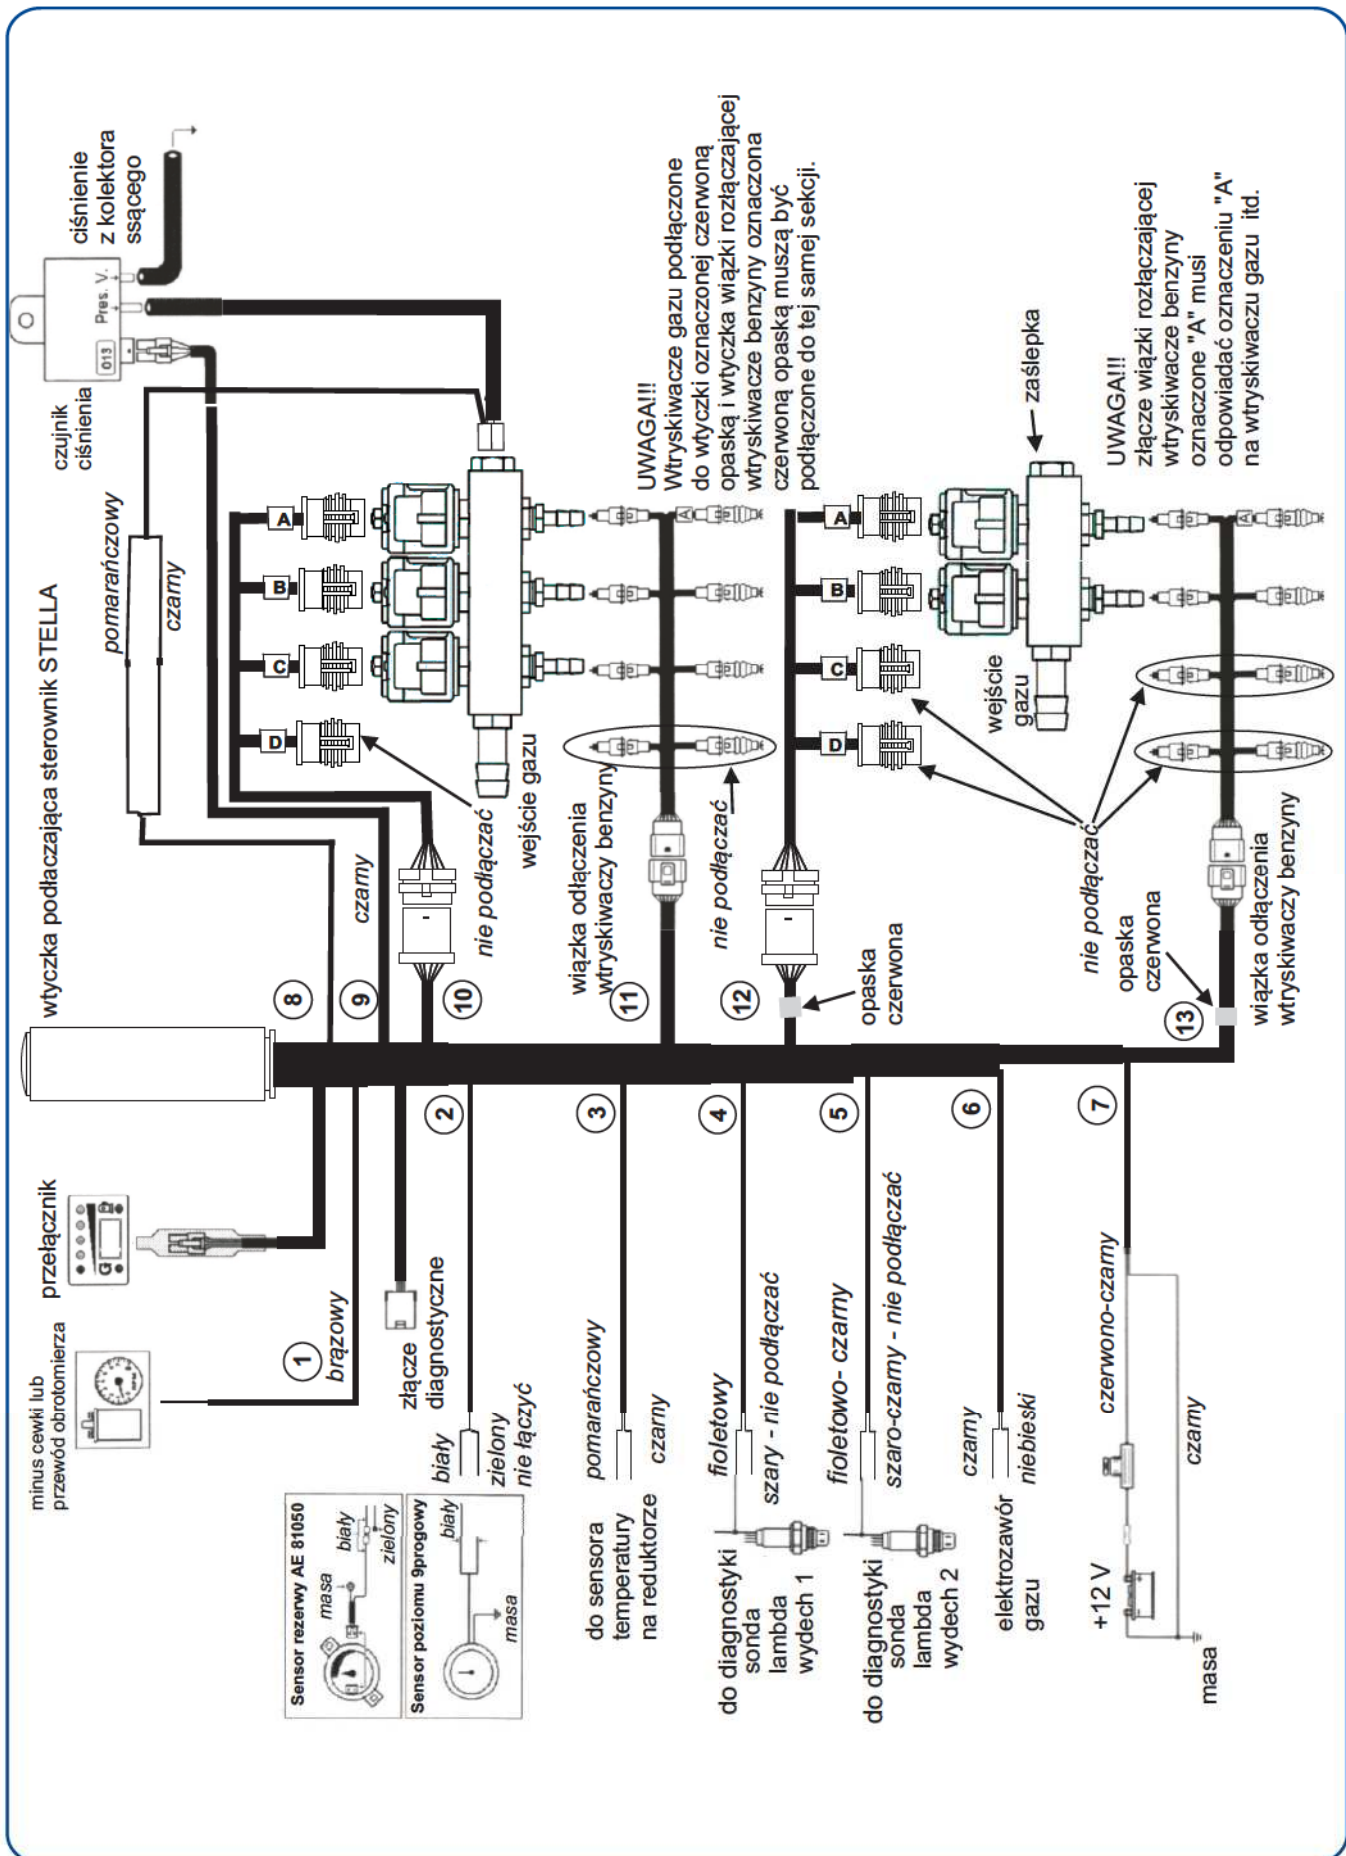 minus cewki lub
przewód obrotomierza
przełącznik
wtyczka podłaczająca sterownik STELLA
czujnik
ciśnienia
013
Pres. V.
ciśnienie
z kolektora
ssącego
pomarańczowy
czarny
1
brązowy
złącze
diagnostyczne
8
9
czarny
10
D
C
B
A
nie podłączać
wejście gazu
Sensor rezerwy AE 81050
masa
biały
zielony
Sensor poziomu 9progowy
biały
masa
2
biały
zielony
nie łączyć
3
pomarańczowy
czarny
do sensora
temperatury
na reduktorze
wiązka odłączenia
wtryskiwaczy benzyny
11
nie podłączać
A
UWAGA!!!
Wtryskiwacze gazu podłączone
do wtyczki oznaczonej czerwoną
opaską i wtyczka wiązki rozłączającej
wtryskiwacze benzyny oznaczona
czerwoną opaską muszą być
podłączone do tej samej sekcji.
4
fioletowy
szary - nie podłączać
do diagnostyki
sonda
lambda
wydech 1
12
opaska
czerwona
D
C
B
A
5
fioletowo- czarny
szaro-czarny - nie podłączać
do diagnostyki
sonda
lambda
wydech 2
6
czarny
niebieski
elektrozawór
gazu
wejście
gazu
zaślepka
nie podłączać
7
czerwono-czarny
czarny
+12 V
masa
opaska
czerwona
13
wiązka odłączenia
wtryskiwaczy benzyny
A
UWAGA!!!
złącze wiązki rozłączającej
wtryskiwacze benzyny
oznaczone "A" musi
odpowiadać oznaczeniu "A"
na wtryskiwaczu gazu itd.